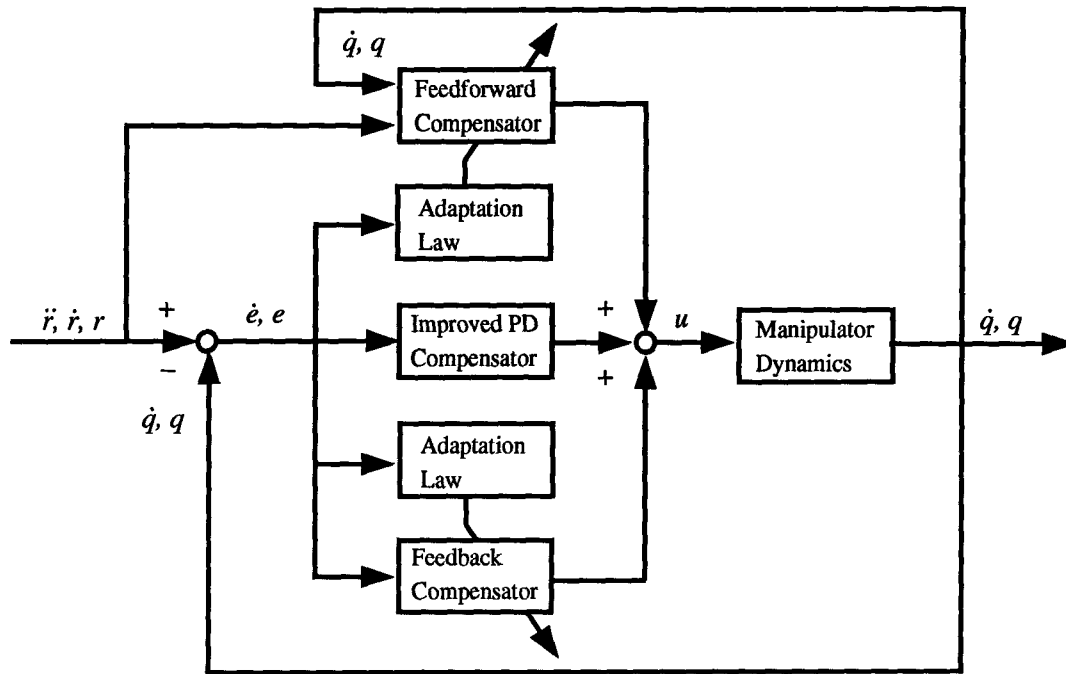 q̇, q
Feedforward
Compensator
Adaptation
Law
r̈, ṙ, r
+
−
ė, e
Improved PD
Compensator
+
+
u
Manipulator
Dynamics
q̇, q
q̇, q
Adaptation
Law
Feedback
Compensator